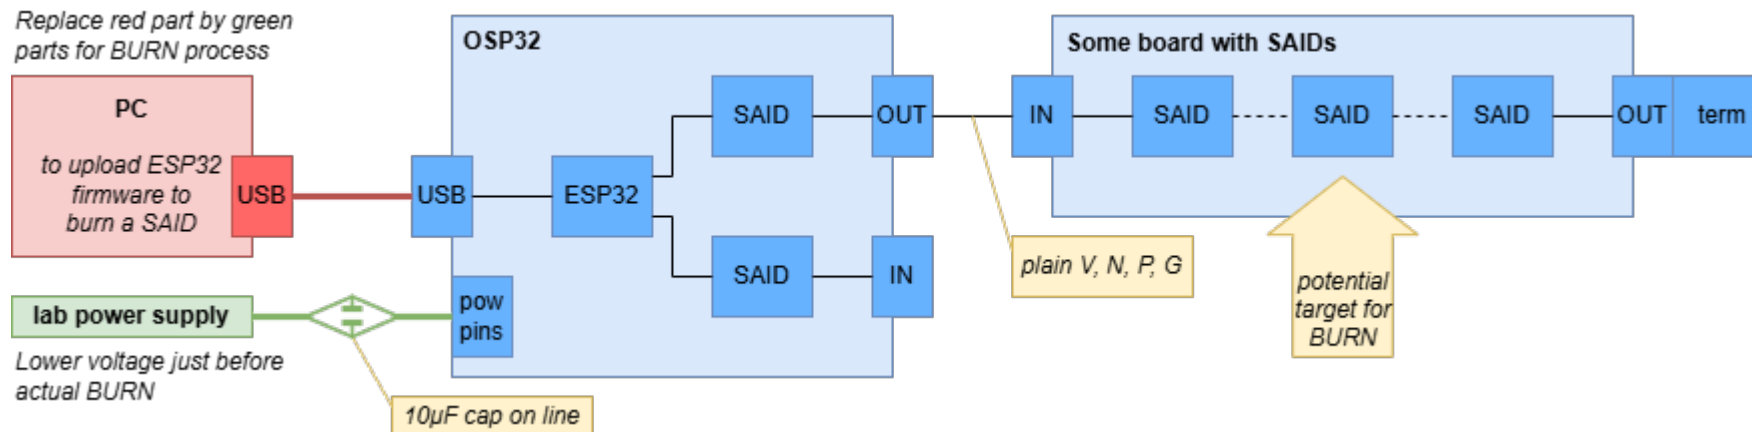 Replace red part by green
parts for BURN process
PC
to upload ESP32
firmware to
burn a SAID
USB
lab power supply
Lower voltage just before
actual BURN
10µF cap on line
OSP32
USB
ESP32
SAID
OUT
SAID
IN
pow
pins
plain V, N, P, G
Some board with SAIDs
IN
SAID
SAID
SAID
OUT
term
potential
target for
BURN